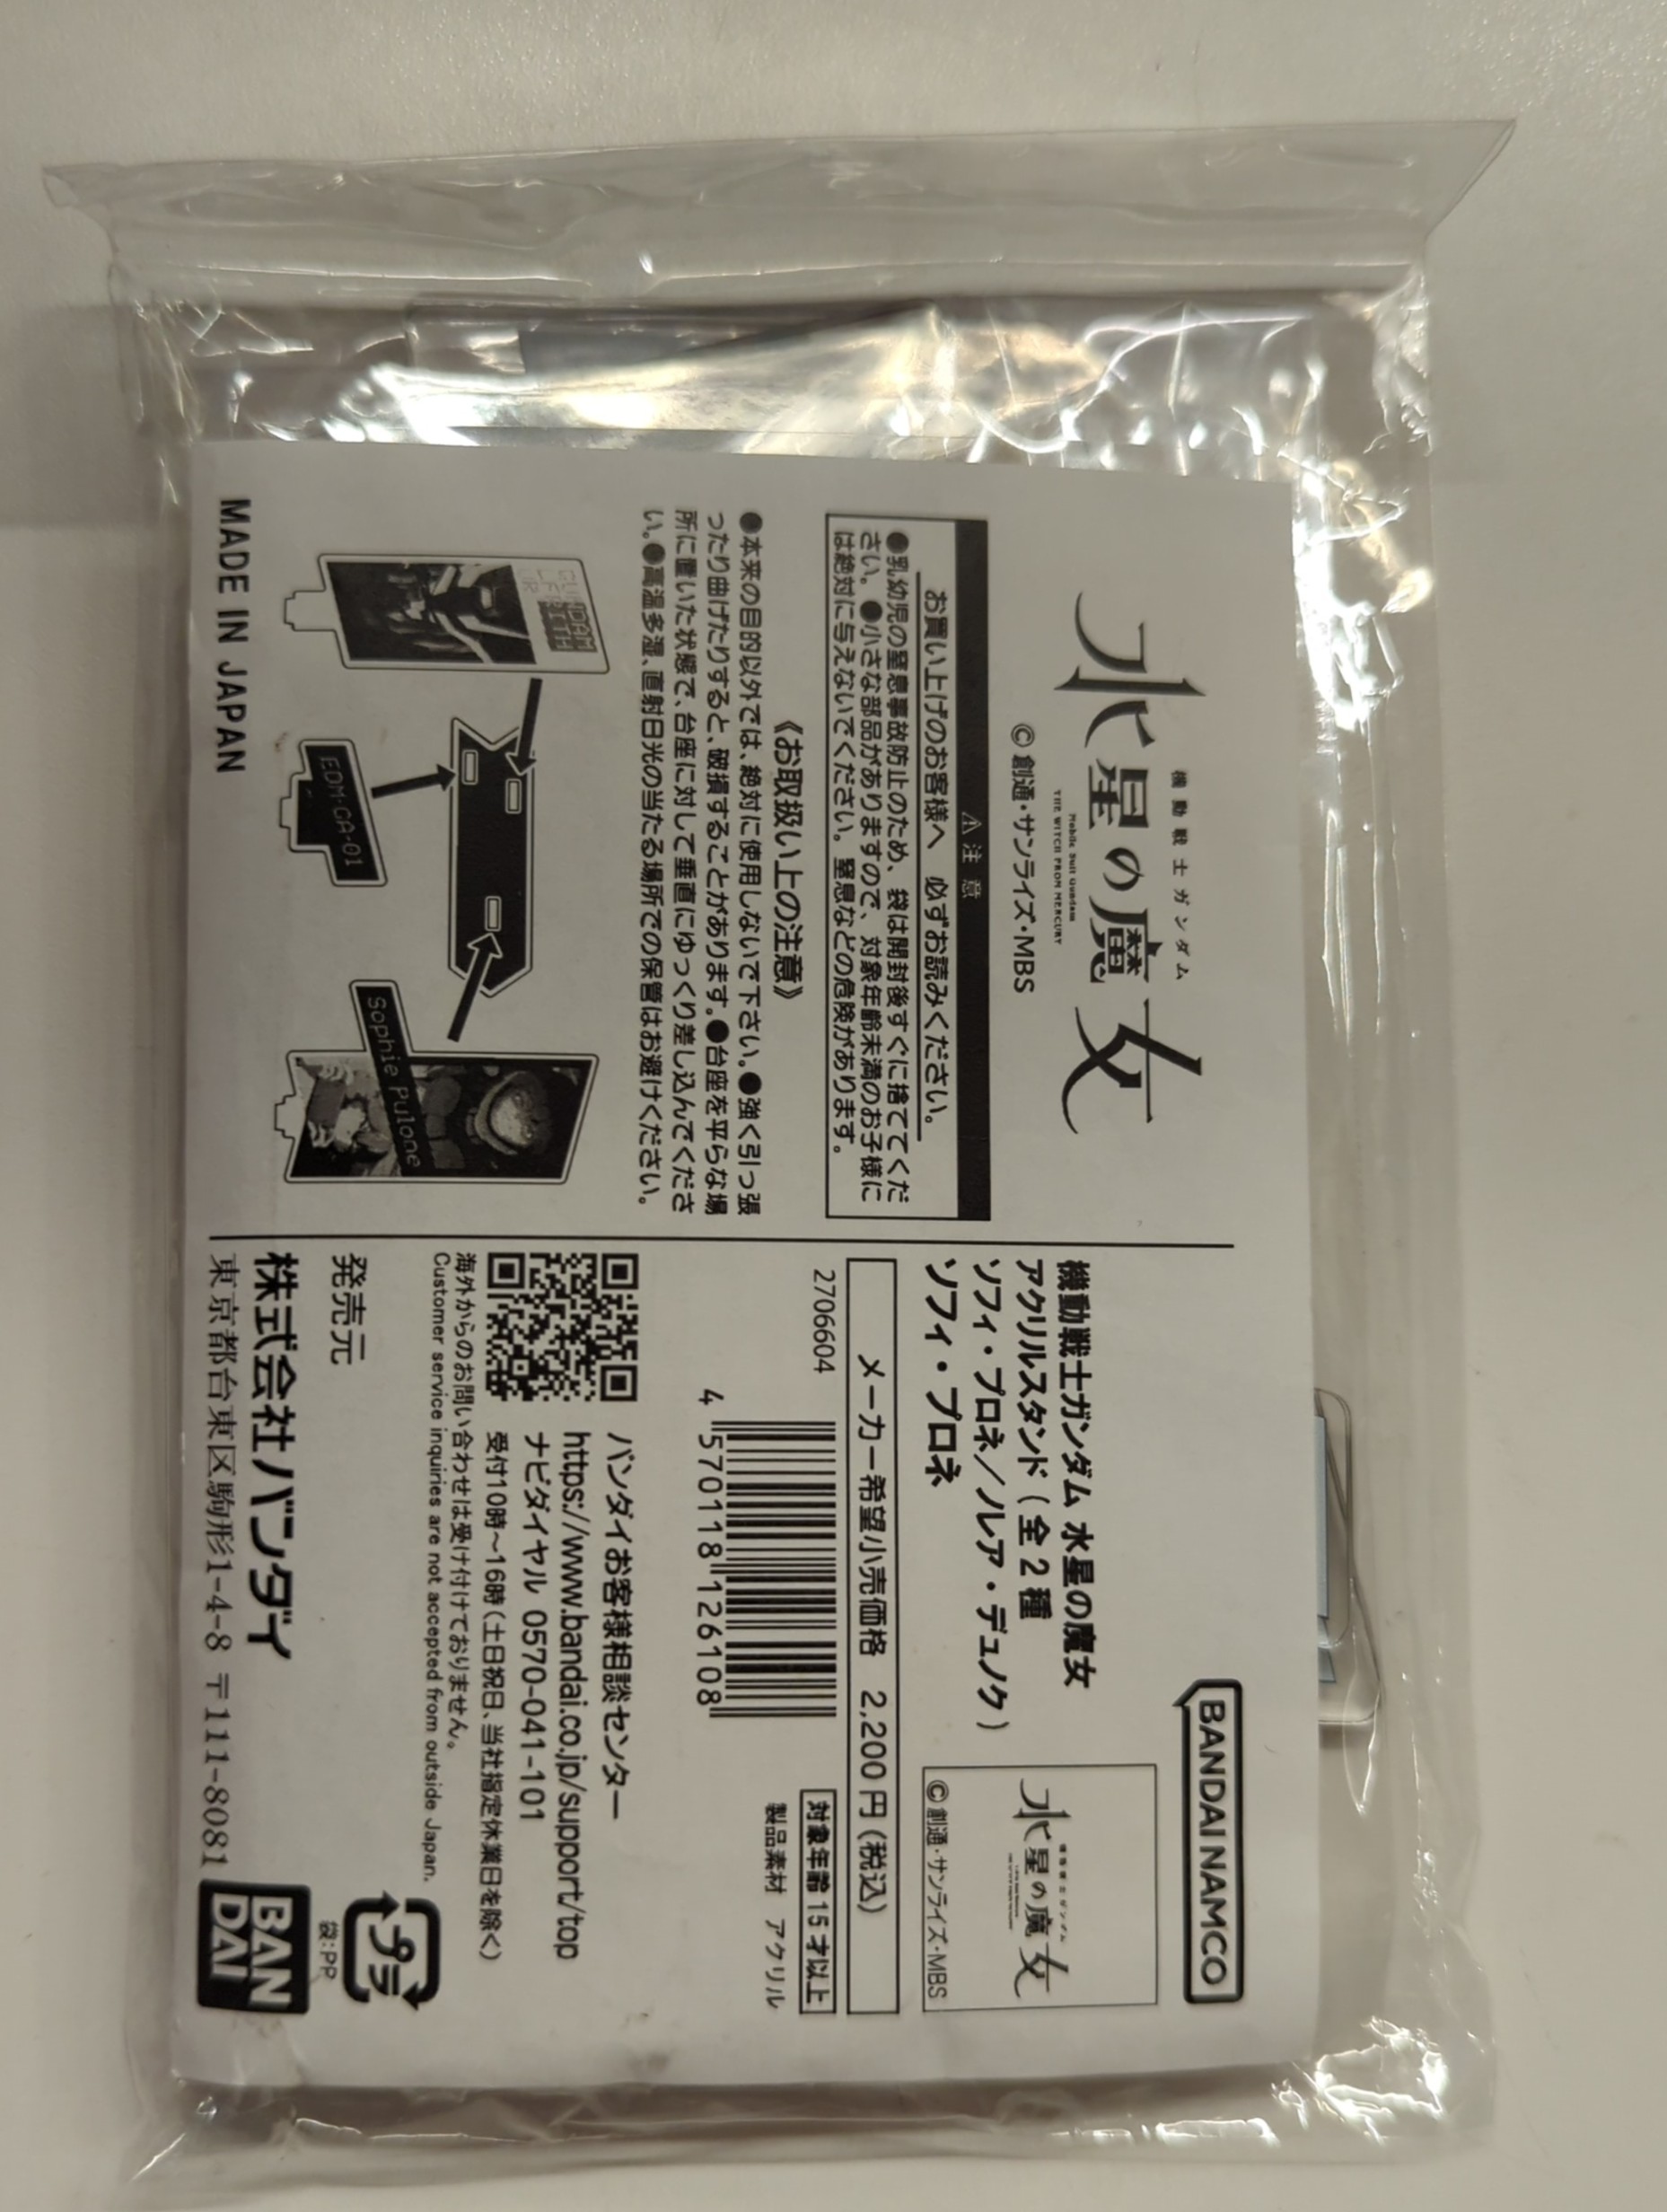 機動戦士ガンダム
水星の魔女
Mobile Suit Gundam
THE WITCH FROM MERCURY
© 創通・サンライズ・MBS
⚠ 注意
お買い上げのお客様へ 必ずお読みください。
●乳幼児の窒息事故防止のため、袋は開封後すぐに捨ててくだ
さい。●小さな部品がありますので、対象年齢未満のお子様に
は絶対に与えないでください。窒息などの危険があります。
《お取扱い上の注意》
●本来の目的以外では、絶対に使用しないで下さい。●強く引っ張
ったり曲げたりすると、破損することがあります。●台座を平らな場
所に置いた状態で、台座に対して垂直にゆっくり差し込んでくださ
い。●高温多湿、直射日光の当たる場所での保管はお避けください。
EDM-GA-01
Sophie Pulone
MADE IN JAPAN
BANDAI NAMCO
機動戦士ガンダム 水星の魔女
アクリルスタンド（全２種
ソフィ・プロネ／ノレア・デュノク）
ソフィ・プロネ
水星の魔女
© 創通・サンライズ・MBS
メーカー希望小売価格 2,200円(税込)
2706604
対象年齢 15才以上
製品素材 アクリル
4 570118 126108
バンダイお客様相談センター
https://www.bandai.co.jp/support/top
ナビダイヤル 0570-041-101
受付10時～16時(土日祝日、当社指定休業日を除く)
海外からのお問い合わせは受け付けておりません。
Customer service inquiries are not accepted from outside Japan.
プラ
袋:PP
発売元
株式会社バンダイ
東京都台東区駒形1-4-8 〒111-8081
BAN
DAI